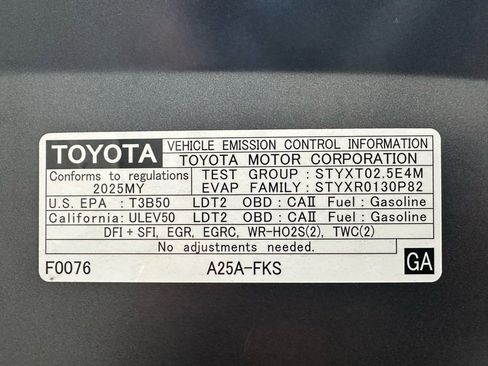 TOYOTA
VEHICLE EMISSION CONTROL INFORMATION
TOYOTA MOTOR CORPORATION
Conforms to regulations
2025MY
TEST GROUP : STYXT02.5E4M
EVAP FAMILY : STYXR0130P82
U.S. EPA : T3B50 LDT2 OBD : CAII Fuel : Gasoline
California: ULEV50 LDT2 OBD : CAII Fuel : Gasoline
DFI + SFI, EGR, EGRC, WR-HO2S(2), TWC(2)
No adjustments needed.
F0076 A25A-FKS GA